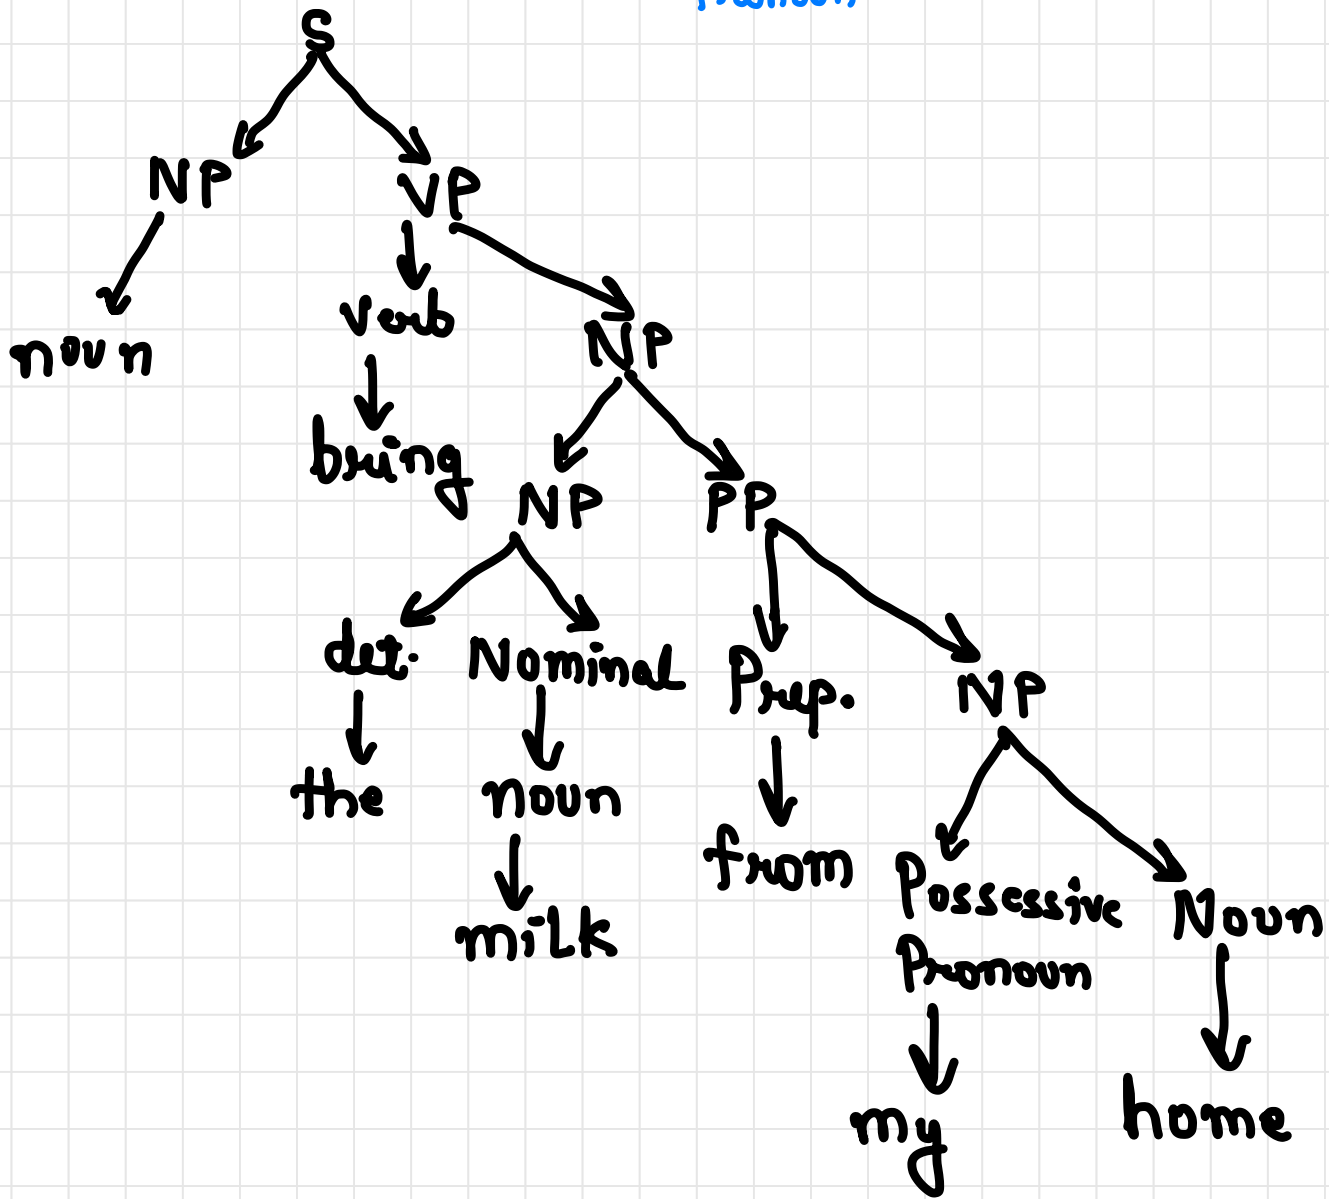 S
NP VP
noun verb NP
bring NP PP
det. Nominal Prep. NP
the noun from Possessive Pronoun Noun
milk my home